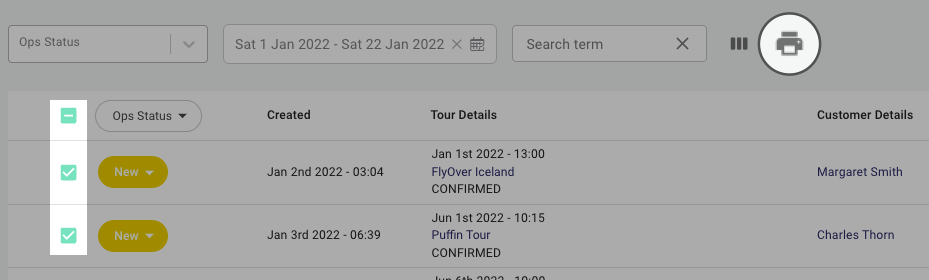 Ops Status
Sat 1 Jan 2022 - Sat 22 Jan 2022
Search term
Ops Status Created Tour Details Customer Details
New Jan 2nd 2022 - 03:04 Jan 1st 2022 - 13:00 Margaret Smith
FlyOver Iceland
CONFIRMED
New Jan 3rd 2022 - 06:39 Jun 1st 2022 - 10:15 Charles Thorn
Puffin Tour
CONFIRMED